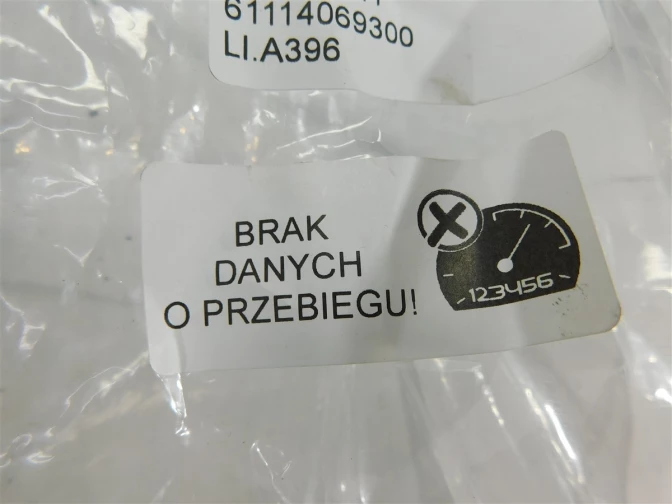 61114069300
LI.A396
BRAK
DANYCH
O PRZEBIEGU!
123456